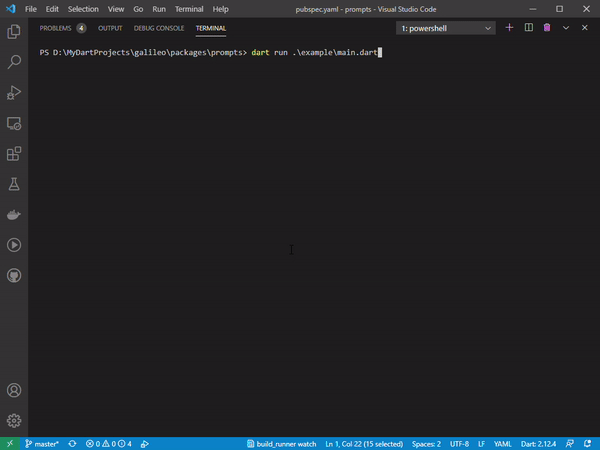 File Edit Selection View Go Run Terminal Help pubspec.yaml - prompts - Visual Studio Code
PROBLEMS 4 OUTPUT DEBUG CONSOLE TERMINAL 1: powershell
PS D:\MyDartProjects\galileo\packages\prompts> dart run .\example\main.dart
master* 0 0 4 build_runner watch Ln 1, Col 22 (15 selected) Spaces: 2 UTF-8 LF YAML Dart: 2.12.4